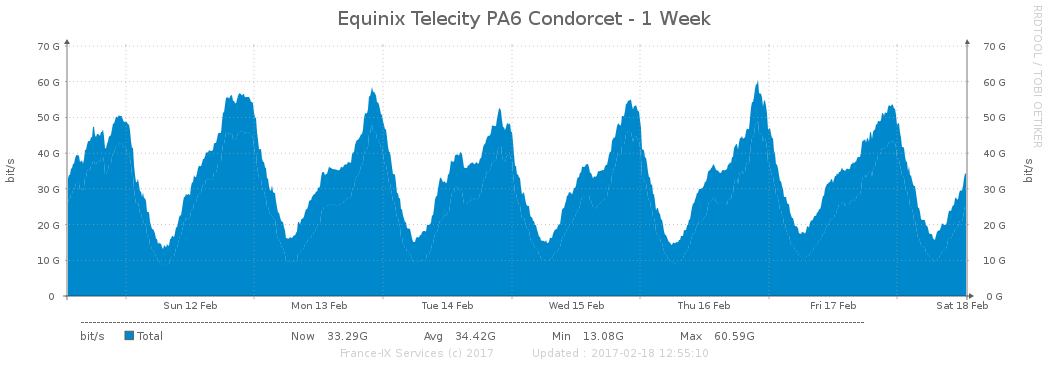 Equinix Telecity PA6 Condorcet - 1 Week
RRDTOOL / TOBI OETIKER
bit/s
bit/s
70 G 70 G
60 G 60 G
50 G 50 G
40 G 40 G
30 G 30 G
20 G 20 G
10 G 10 G
0 0 G
Sun 12 Feb Mon 13 Feb Tue 14 Feb Wed 15 Feb Thu 16 Feb Fri 17 Feb Sat 18 Feb
bit/s Total Now 33.29G Avg 34.42G Min 13.08G Max 60.59G
France-IX Services (c) 2017 Updated : 2017-02-18 12:55:10